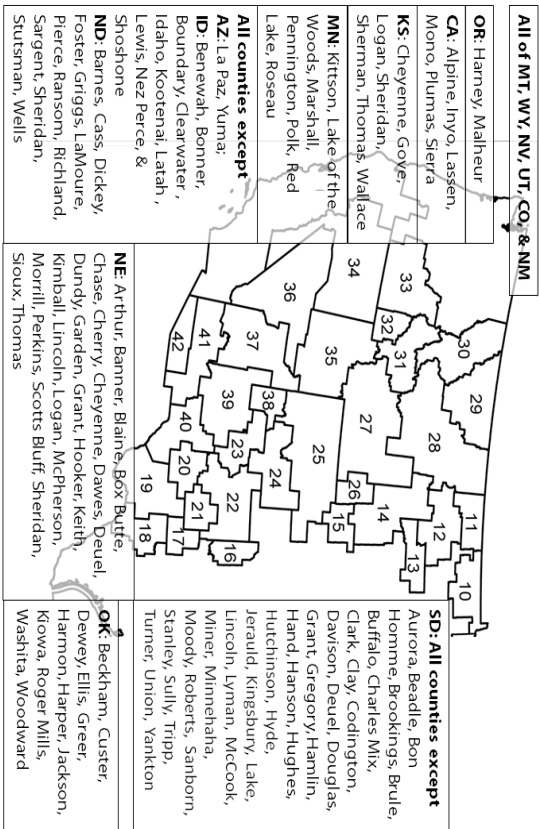 All of MT, WY, NV, UT, CO, & NM
OR: Harney, Malheur
CA: Alpine, Inyo, Lassen,
Mono, Plumas, Sierra
KS: Cheyenne, Gove,
Logan, Sheridan,
Sherman, Thomas, Wallace
MN: Kittson, Lake of the
Woods, Marshall,
Pennington, Polk, Red
Lake, Roseau
All counties except
AZ: La Paz, Yuma;
ID: Benewah, Bonner,
Boundary, Clearwater ,
Idaho, Kootenai, Latah ,
Lewis, Nez Perce, &
Shoshone
ND: Barnes, Cass, Dickey,
Foster, Griggs, LaMoure,
Pierce, Ransom, Richland,
Sargent, Sheridan,
Stutsman, Wells
NE: Arthur, Banner, Blaine, Box Butte,
Chase, Cherry, Cheyenne, Dawes, Deuel,
Dundy, Garden, Grant, Hooker, Keith,
Kimball, Lincoln, Logan, McPherson,
Morrill, Perkins, Scotts Bluff, Sheridan,
Sioux, Thomas
SD: All counties except
Aurora, Beadle, Bon
Homme, Brookings, Brule,
Buffalo, Charles Mix,
Clark, Clay, Codington,
Davison, Deuel, Douglas,
Grant, Gregory, Hamlin,
Hand, Hanson, Hughes,
Hutchinson, Hyde,
Jerauld, Kingsbury, Lake,
Lincoln, Lyman, McCook,
Miner, Minnehaha,
Moody, Roberts, Sanborn,
Stanley, Sully, Tripp,
Turner, Union, Yankton
OK: Beckham, Custer,
Dewey, Ellis, Greer,
Harmon, Harper, Jackson,
Kiowa, Roger Mills,
Washita, Woodward
10
11
12
13
14
15
16
17
18
19
20
21
22
23
24
25
26
27
28
29
30
31
32
33
34
35
36
37
38
39
40
41
42